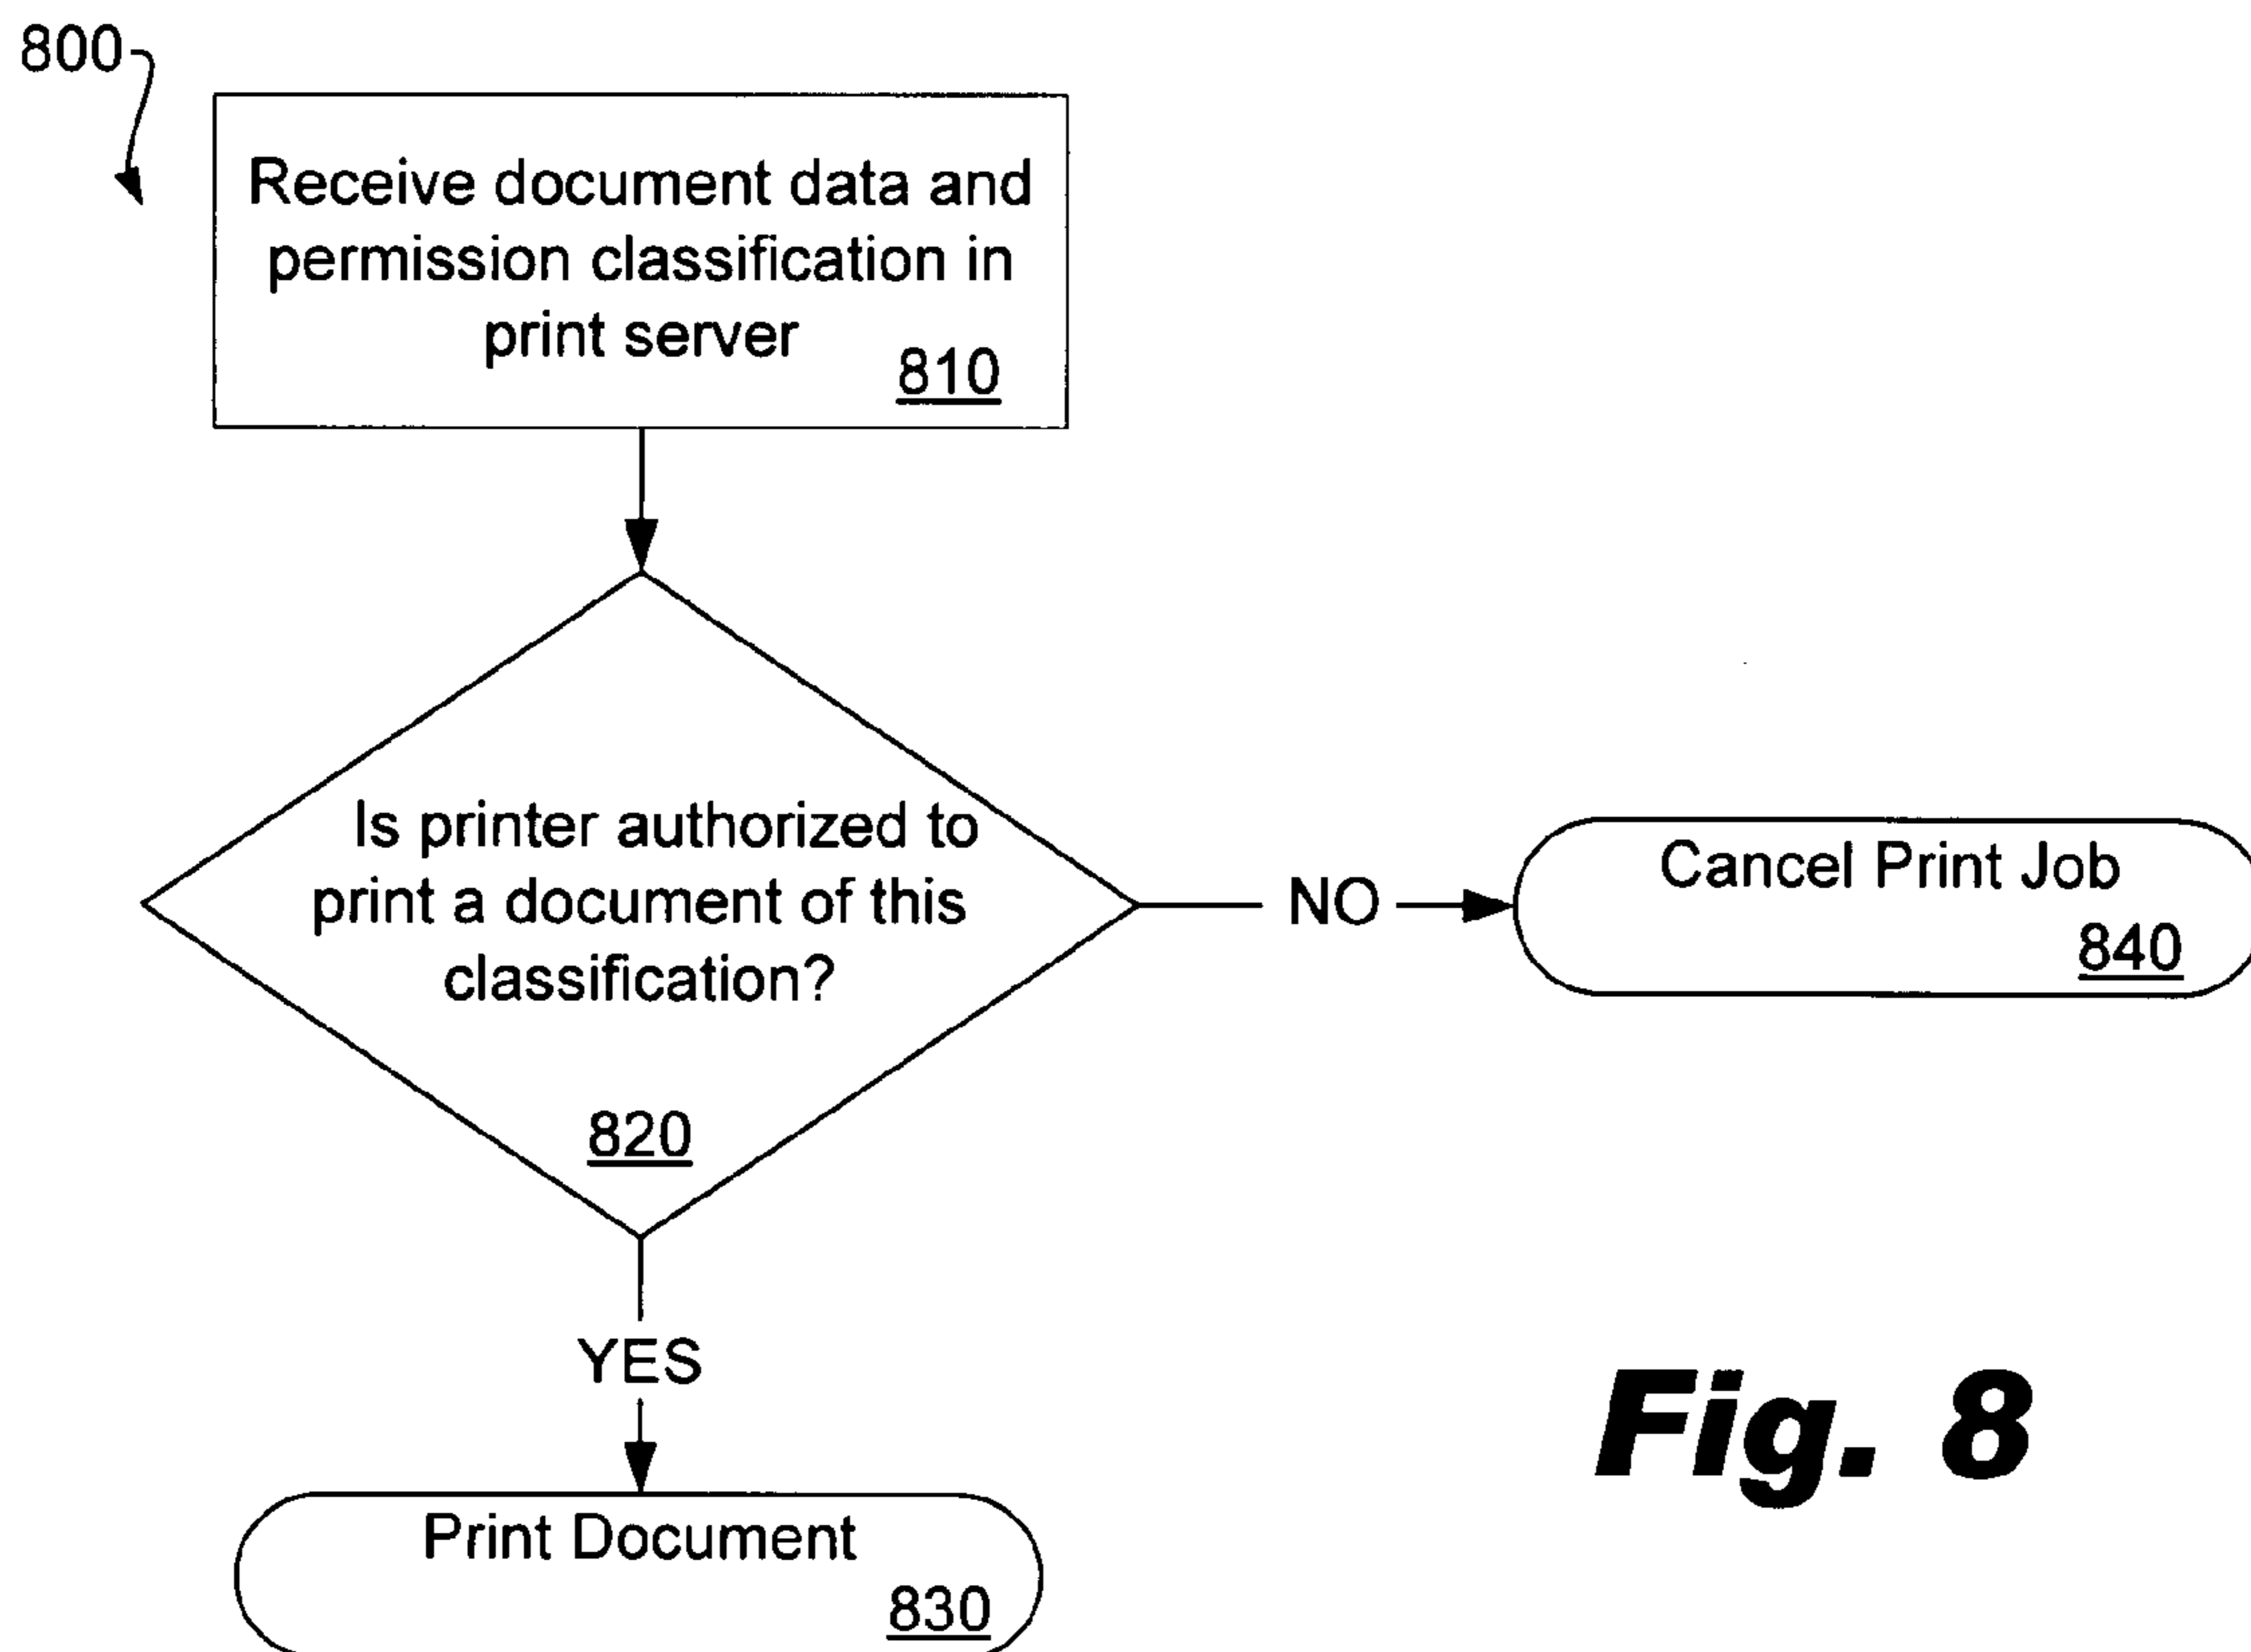 800
Receive document data and
permission classification in
print server
810
Is printer authorized to
print a document of this
classification?
820
NO
Cancel Print Job
840
YES
Print Document
830
Fig. 8